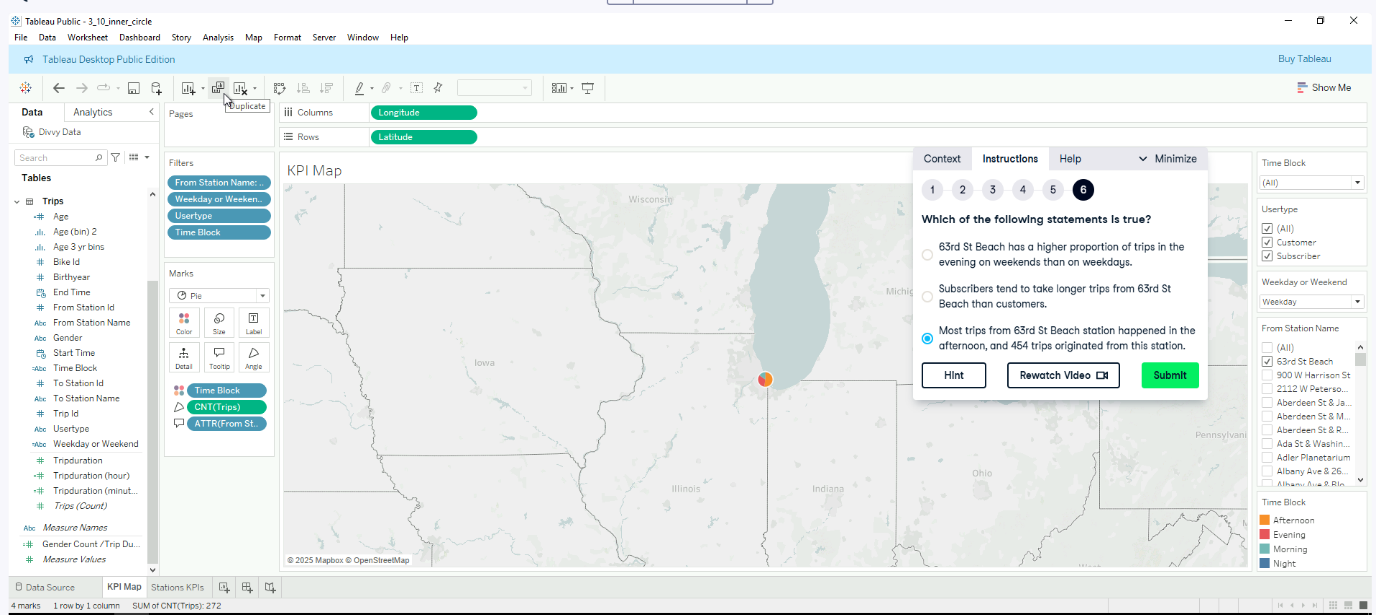 Tableau Public - 3_10_inner_circle
File Data Worksheet Dashboard Story Analysis Map Format Server Window Help
Tableau Desktop Public Edition
Buy Tableau
Show Me
Duplicate
Data
Analytics
Divvy Data
Search
Tables
Trips
Age
Age (bin) 2
Age 3 yr bins
Bike Id
Birthyear
End Time
From Station Id
Abc From Station Name
Abc Gender
Start Time
Abc Time Block
To Station Id
Abc To Station Name
Trip Id
Abc Usertype
Abc Weekday or Weekend
Tripduration
Tripduration (hour)
Tripduration (minut...
Trips (Count)
Abc Measure Names
Gender Count /Trip Du...
Measure Values
Pages
Filters
From Station Name: ..
Weekday or Weeken..
Usertype
Time Block
Marks
Pie
Color
Size
Label
Detail
Tooltip
Angle
Time Block
CNT(Trips)
ATTR(From St..
Columns
Longitude
Rows
Latitude
KPI Map
Wisconsin
Iowa
Illinois
Indiana
Ohio
© 2025 Mapbox © OpenStreetMap
Context
Instructions
Help
Minimize
1 2 3 4 5 6
Which of the following statements is true?
63rd St Beach has a higher proportion of trips in the
evening on weekends than on weekdays.
Subscribers tend to take longer trips from 63rd St
Beach than customers.
Most trips from 63rd St Beach station happened in the
afternoon, and 454 trips originated from this station.
Hint
Rewatch Video
Submit
Time Block
(All)
Usertype
(All)
Customer
Subscriber
Weekday or Weekend
Weekday
From Station Name
(All)
63rd St Beach
900 W Harrison St
2112 W Peterso...
Aberdeen St & Ja...
Aberdeen St & M...
Aberdeen St & R...
Ada St & Washin...
Adler Planetarium
Albany Ave & 26...
Time Block
Afternoon
Evening
Morning
Night
Data Source
KPI Map
Stations KPIs
4 marks 1 row by 1 column SUM of CNT(Trips): 272